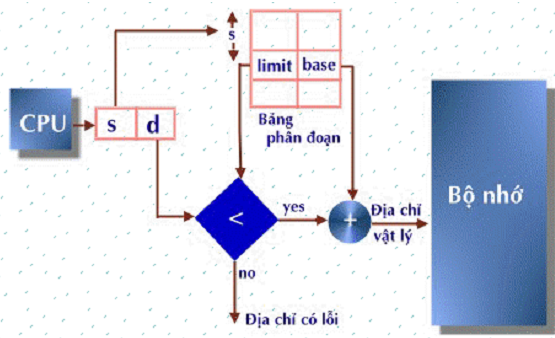 s
limit base
Bảng
phân đoạn
CPU
s d
Bộ nhớ
<
yes
+
Địa chỉ
vật lý
no
Địa chỉ có lỗi